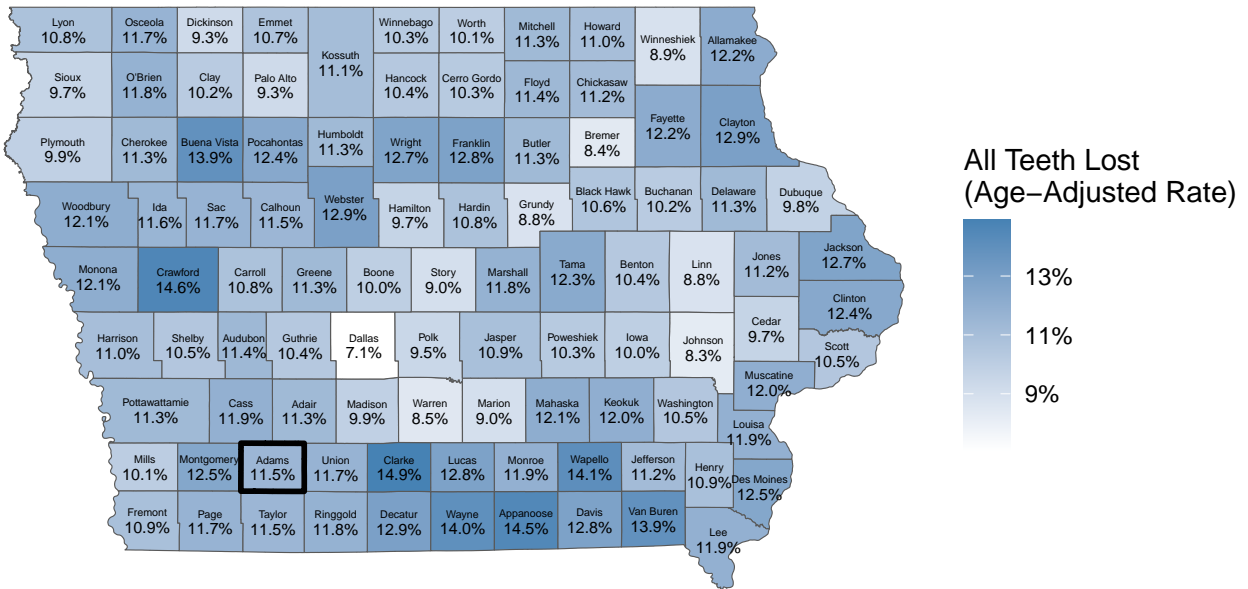 Lyon
10.8%
Osceola
11.7%
Dickinson
9.3%
Emmet
10.7%
Kossuth
11.1%
Winnebago
10.3%
Worth
10.1%
Mitchell
11.3%
Howard
11.0%
Winneshiek
8.9%
Allamakee
12.2%
Sioux
9.7%
O'Brien
11.8%
Clay
10.2%
Palo Alto
9.3%
Hancock
10.4%
Cerro Gordo
10.3%
Floyd
11.4%
Chickasaw
11.2%
Fayette
12.2%
Clayton
12.9%
Plymouth
9.9%
Cherokee
11.3%
Buena Vista
13.9%
Pocahontas
12.4%
Humboldt
11.3%
Wright
12.7%
Franklin
12.8%
Butler
11.3%
Bremer
8.4%
Woodbury
12.1%
Ida
11.6%
Sac
11.7%
Calhoun
11.5%
Webster
12.9%
Hamilton
9.7%
Hardin
10.8%
Grundy
8.8%
Black Hawk
10.6%
Buchanan
10.2%
Delaware
11.3%
Dubuque
9.8%
Monona
12.1%
Crawford
14.6%
Carroll
10.8%
Greene
11.3%
Boone
10.0%
Story
9.0%
Marshall
11.8%
Tama
12.3%
Benton
10.4%
Linn
8.8%
Jones
11.2%
Jackson
12.7%
Clinton
12.4%
Harrison
11.0%
Shelby
10.5%
Audubon
11.4%
Guthrie
10.4%
Dallas
7.1%
Polk
9.5%
Jasper
10.9%
Poweshiek
10.3%
Iowa
10.0%
Johnson
8.3%
Cedar
9.7%
Scott
10.5%
Muscatine
12.0%
Pottawattamie
11.3%
Cass
11.9%
Adair
11.3%
Madison
9.9%
Warren
8.5%
Marion
9.0%
Mahaska
12.1%
Keokuk
12.0%
Washington
10.5%
Louisa
11.9%
Mills
10.1%
Montgomery
12.5%
Adams
11.5%
Union
11.7%
Clarke
14.9%
Lucas
12.8%
Monroe
11.9%
Wapello
14.1%
Jefferson
11.2%
Henry
10.9%
Des Moines
12.5%
Fremont
10.9%
Page
11.7%
Taylor
11.5%
Ringgold
11.8%
Decatur
12.9%
Wayne
14.0%
Appanoose
14.5%
Davis
12.8%
Van Buren
13.9%
Lee
11.9%
All Teeth Lost
(Age−Adjusted Rate)
13%
11%
9%